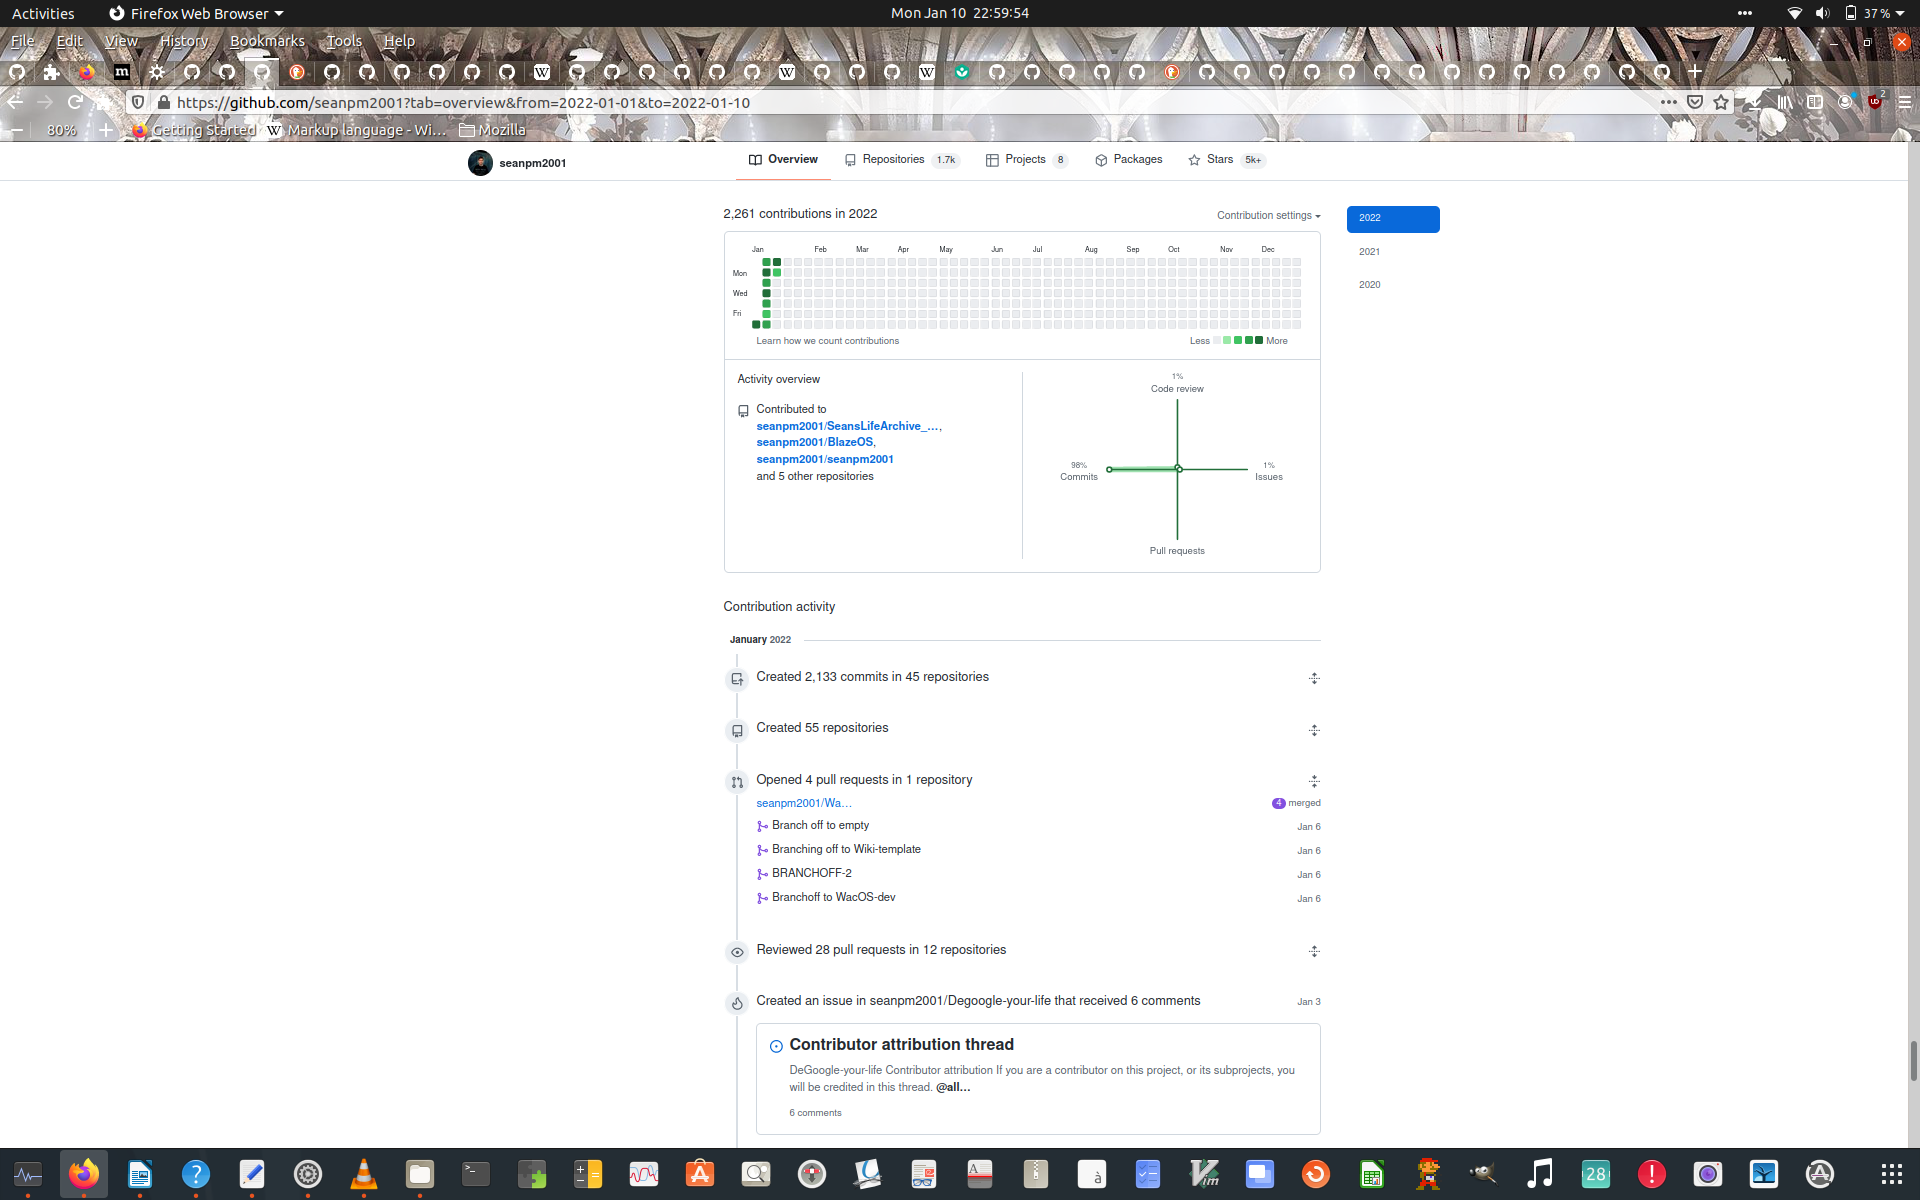 Activities
Firefox Web Browser
Mon Jan 10 22:59:54
37 %
File Edit View History Bookmarks Tools Help
https://github.com/seanpm2001?tab=overview&from=2022-01-01&to=2022-01-10
2
80%
Getting Started
Markup language - Wi...
Mozilla
seanpm2001
Overview
Repositories 1.7k
Projects 8
Packages
Stars 5k+
2,261 contributions in 2022
Contribution settings
2022
2021
2020
Jan Feb Mar Apr May Jun Jul Aug Sep Oct Nov Dec
Mon
Wed
Fri
Learn how we count contributions
Less More
Activity overview
Contributed to
seanpm2001/SeansLifeArchive_...,
seanpm2001/BlazeOS,
seanpm2001/seanpm2001
and 5 other repositories
1%
Code review
98%
Commits
1%
Issues
Pull requests
Contribution activity
January 2022
Created 2,133 commits in 45 repositories
Created 55 repositories
Opened 4 pull requests in 1 repository
seanpm2001/Wa...
4 merged
Branch off to empty Jan 6
Branching off to Wiki-template Jan 6
BRANCHOFF-2 Jan 6
Branchoff to WacOS-dev Jan 6
Reviewed 28 pull requests in 12 repositories
Created an issue in seanpm2001/Degoogle-your-life that received 6 comments Jan 3
Contributor attribution thread
DeGoogle-your-life Contributor attribution If you are a contributor on this project, or its subprojects, you
will be credited in this thread. @all...
6 comments
28